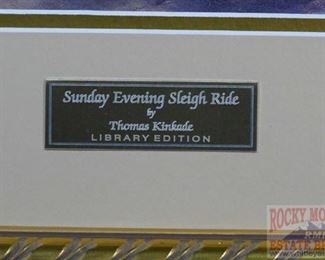 Sunday Evening Sleigh Ride
by
Thomas Kinkade
LIBRARY EDITION
ROCKY MO
ESTATE